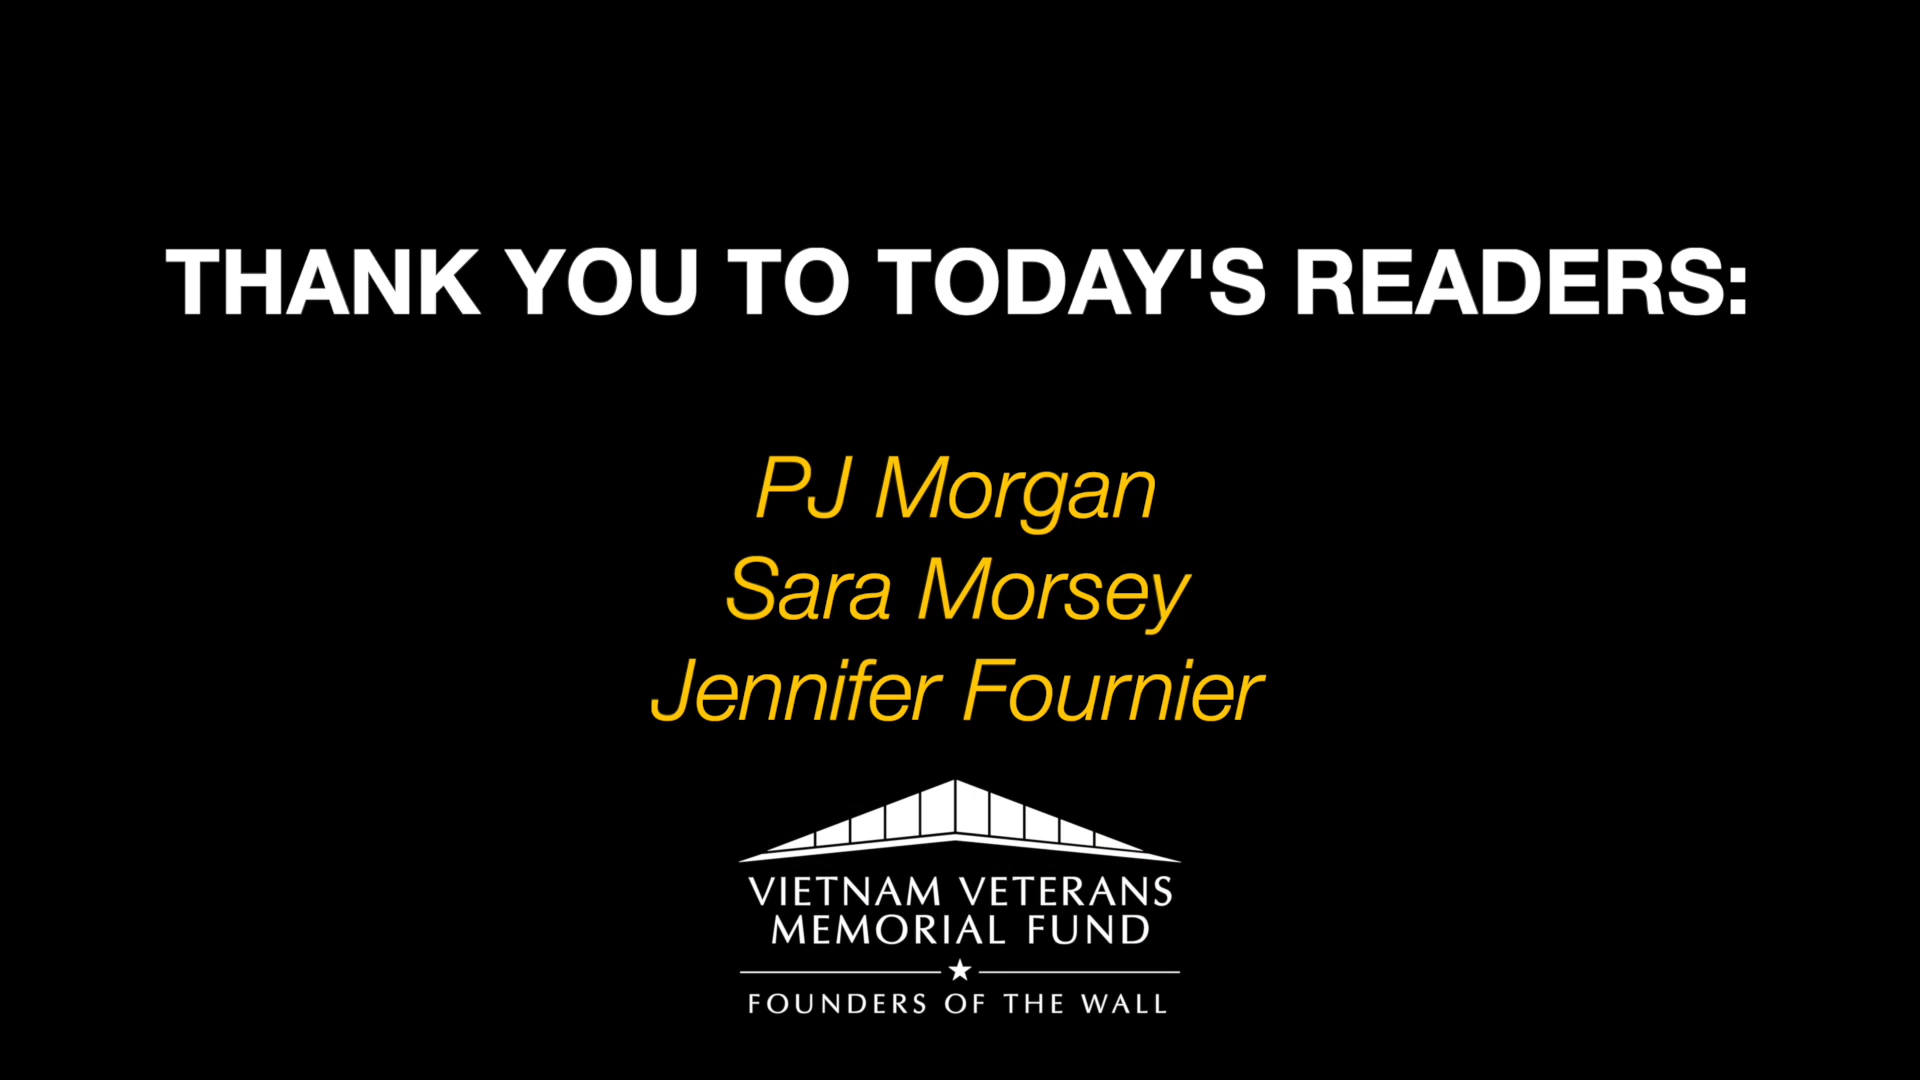 THANK YOU TO TODAY'S READERS:
PJ Morgan
Sara Morsey
Jennifer Fournier
VIETNAM VETERANS
MEMORIAL FUND
FOUNDERS OF THE WALL